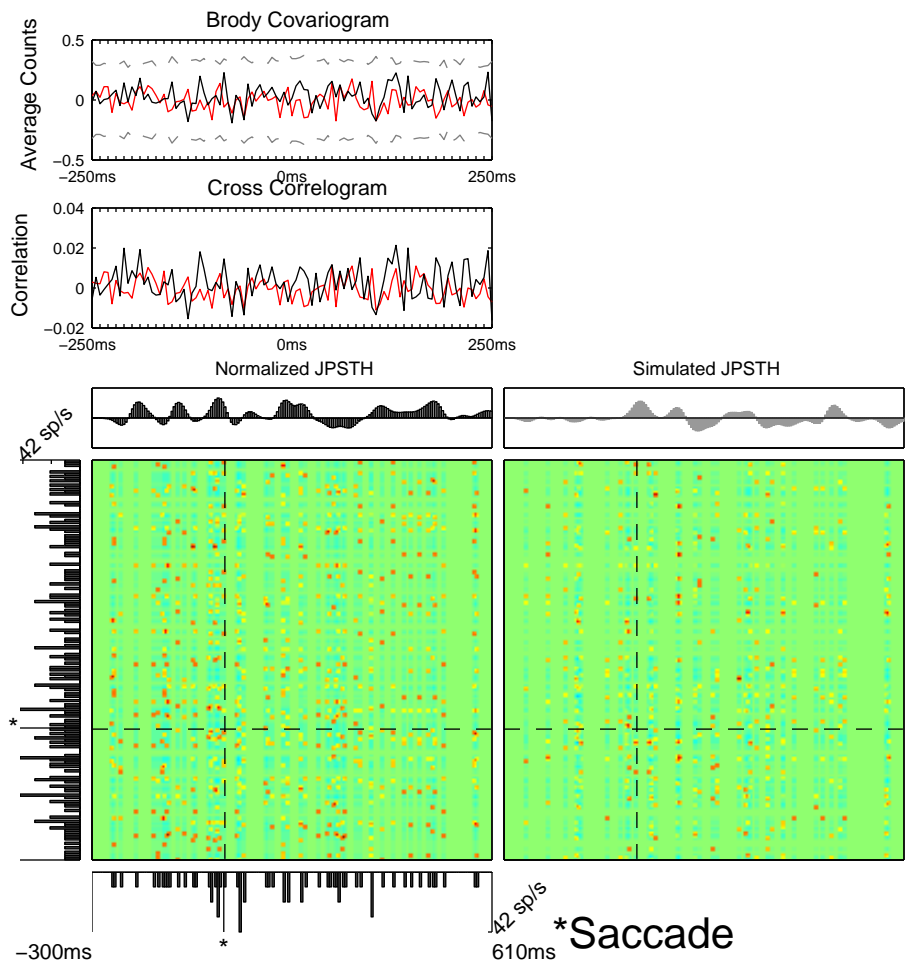 Brody Covariogram
Average Counts
0.5
0
−0.5
−250ms
0ms
250ms
Cross Correlogram
Correlation
0.04
0.02
0
−0.02
−250ms
0ms
250ms
Normalized JPSTH
Simulated JPSTH
42 sp/s
*
*
42 sp/s
−300ms
610ms
*Saccade